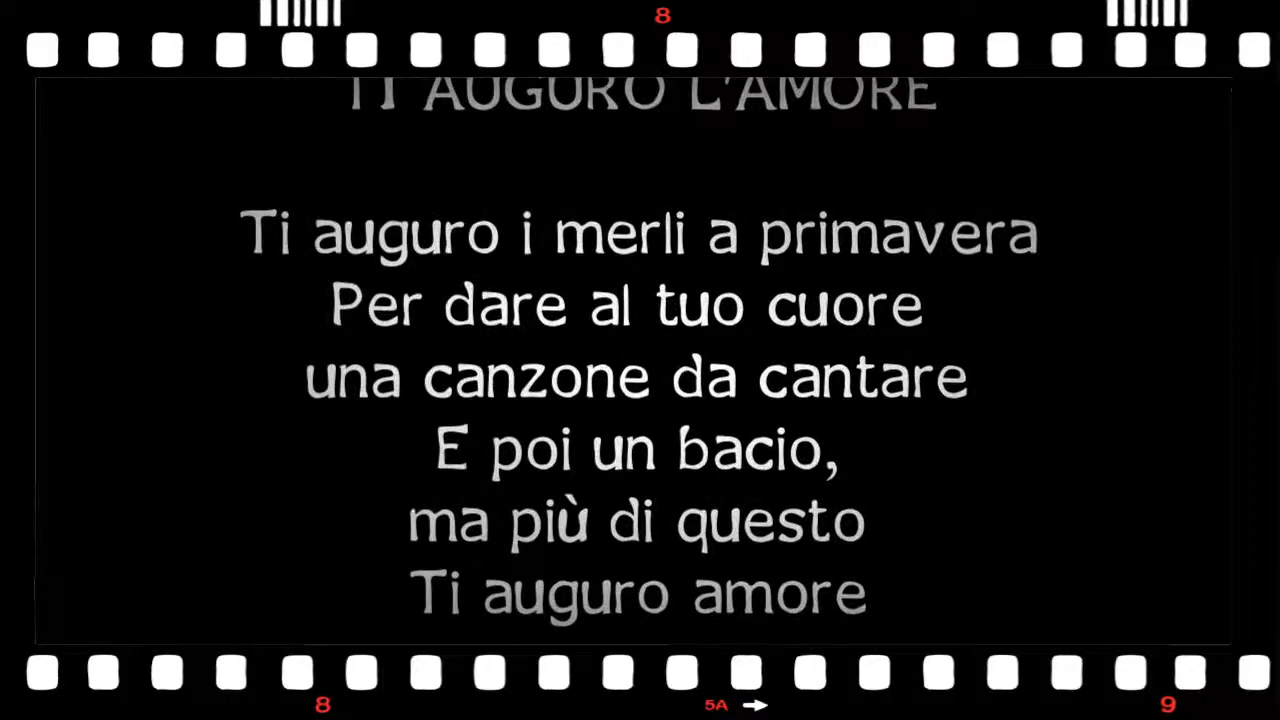 8
TI AUGURO L'AMORE
Ti auguro i merli a primavera
Per dare al tuo cuore
una canzone da cantare
E poi un bacio,
ma più di questo
Ti auguro amore
8 5A 9